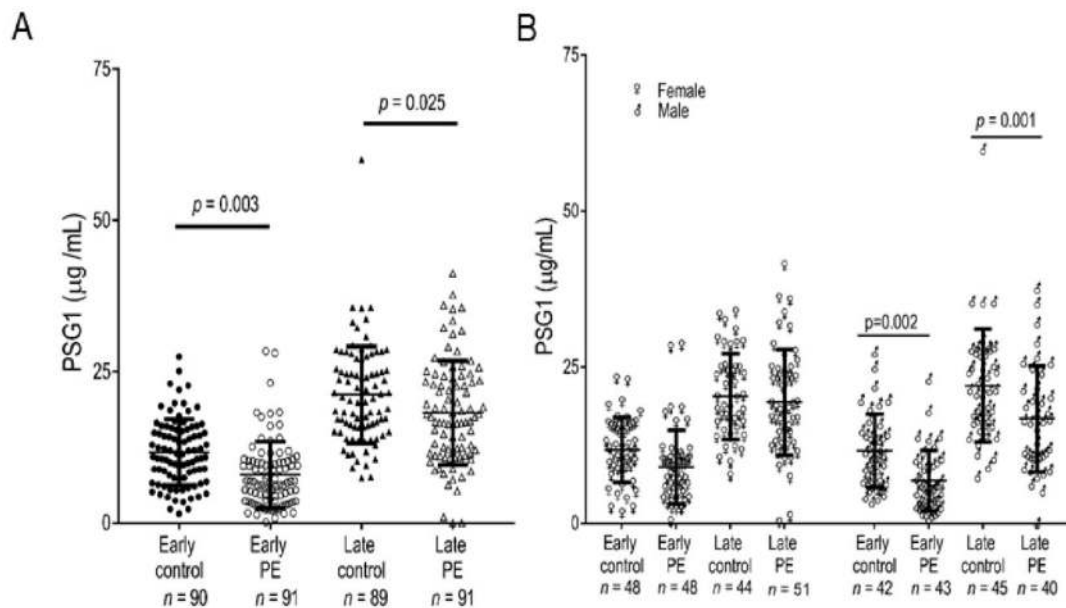 A
75
50
25
0
PSG1 (µg /mL)
p = 0.003
p = 0.025
Early control
n = 90
Early PE
n = 91
Late control
n = 89
Late PE
n = 91
B
75
50
25
0
PSG1 (µg/mL)
♀ Female
♂ Male
p=0.002
p = 0.001
Early control
n = 48
Early PE
n = 48
Late control
n = 44
Late PE
n = 51
Early control
n = 42
Early PE
n = 43
Late control
n = 45
Late PE
n = 40